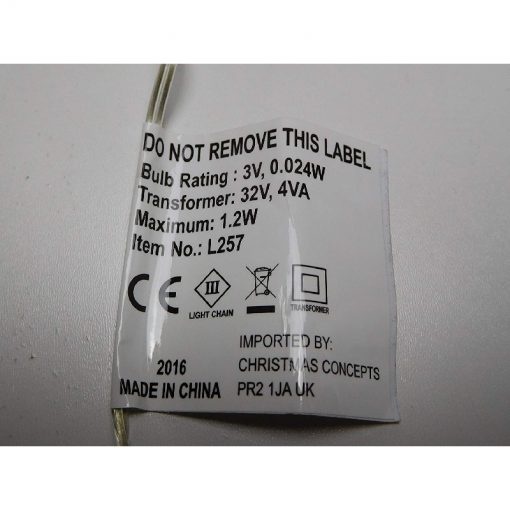 DO NOT REMOVE THIS LABEL
Bulb Rating : 3V, 0.024W
Transformer: 32V, 4VA
Maximum: 1.2W
Item No.: L257
CE
III
LIGHT CHAIN
TRANSFORMER
2016
MADE IN CHINA
IMPORTED BY:
CHRISTMAS CONCEPTS
PR2 1JA UK